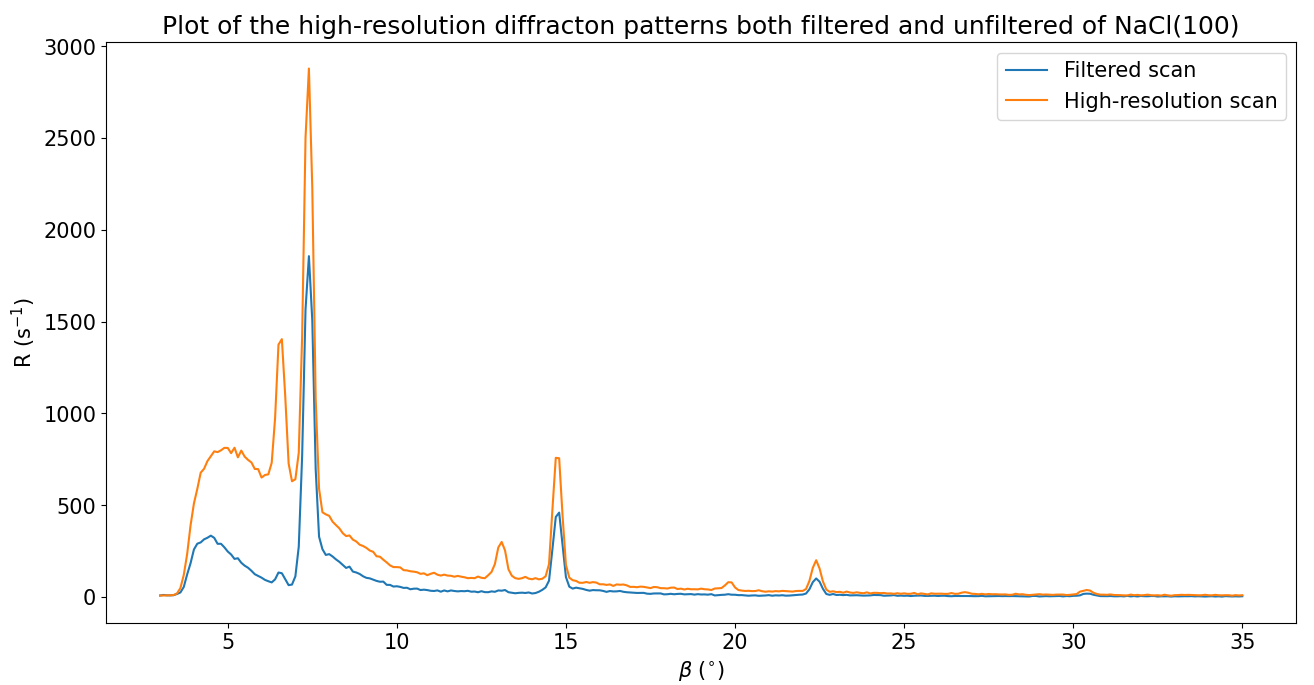 Plot of the high-resolution diffracton patterns both filtered and unfiltered of NaCl(100)
Filtered scan
High-resolution scan
R (s⁻¹)
3000
2500
2000
1500
1000
500
0
5 10 15 20 25 30 35
β (°)